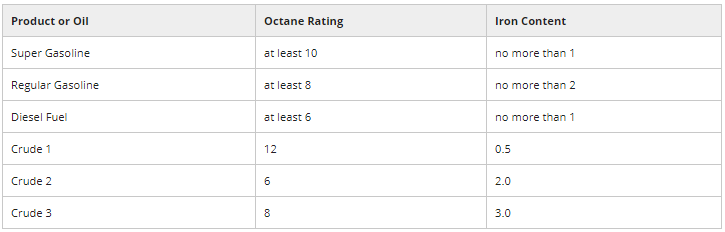 Product or Oil Octane Rating Iron Content
Super Gasoline at least 10 no more than 1
Regular Gasoline at least 8 no more than 2
Diesel Fuel at least 6 no more than 1
Crude 1 12 0.5
Crude 2 6 2.0
Crude 3 8 3.0